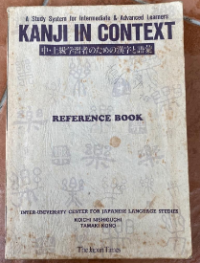 A Study System for Intermediate & Advanced Learners
KANJI IN CONTEXT
中・上級学習者のための漢字と語彙
REFERENCE BOOK
INTER-UNIVERSITY CENTER FOR JAPANESE LANGUAGE STUDIES
KOICHI NISHIGUCHI
TAMAKI KONO
The Japan Times